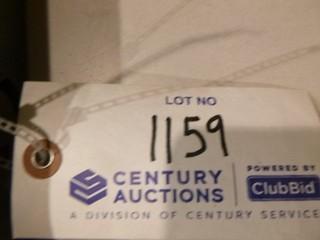 LOT NO
1159
CENTURY AUCTIONS
POWERED BY
ClubBid
A DIVISION OF CENTURY SERVICE